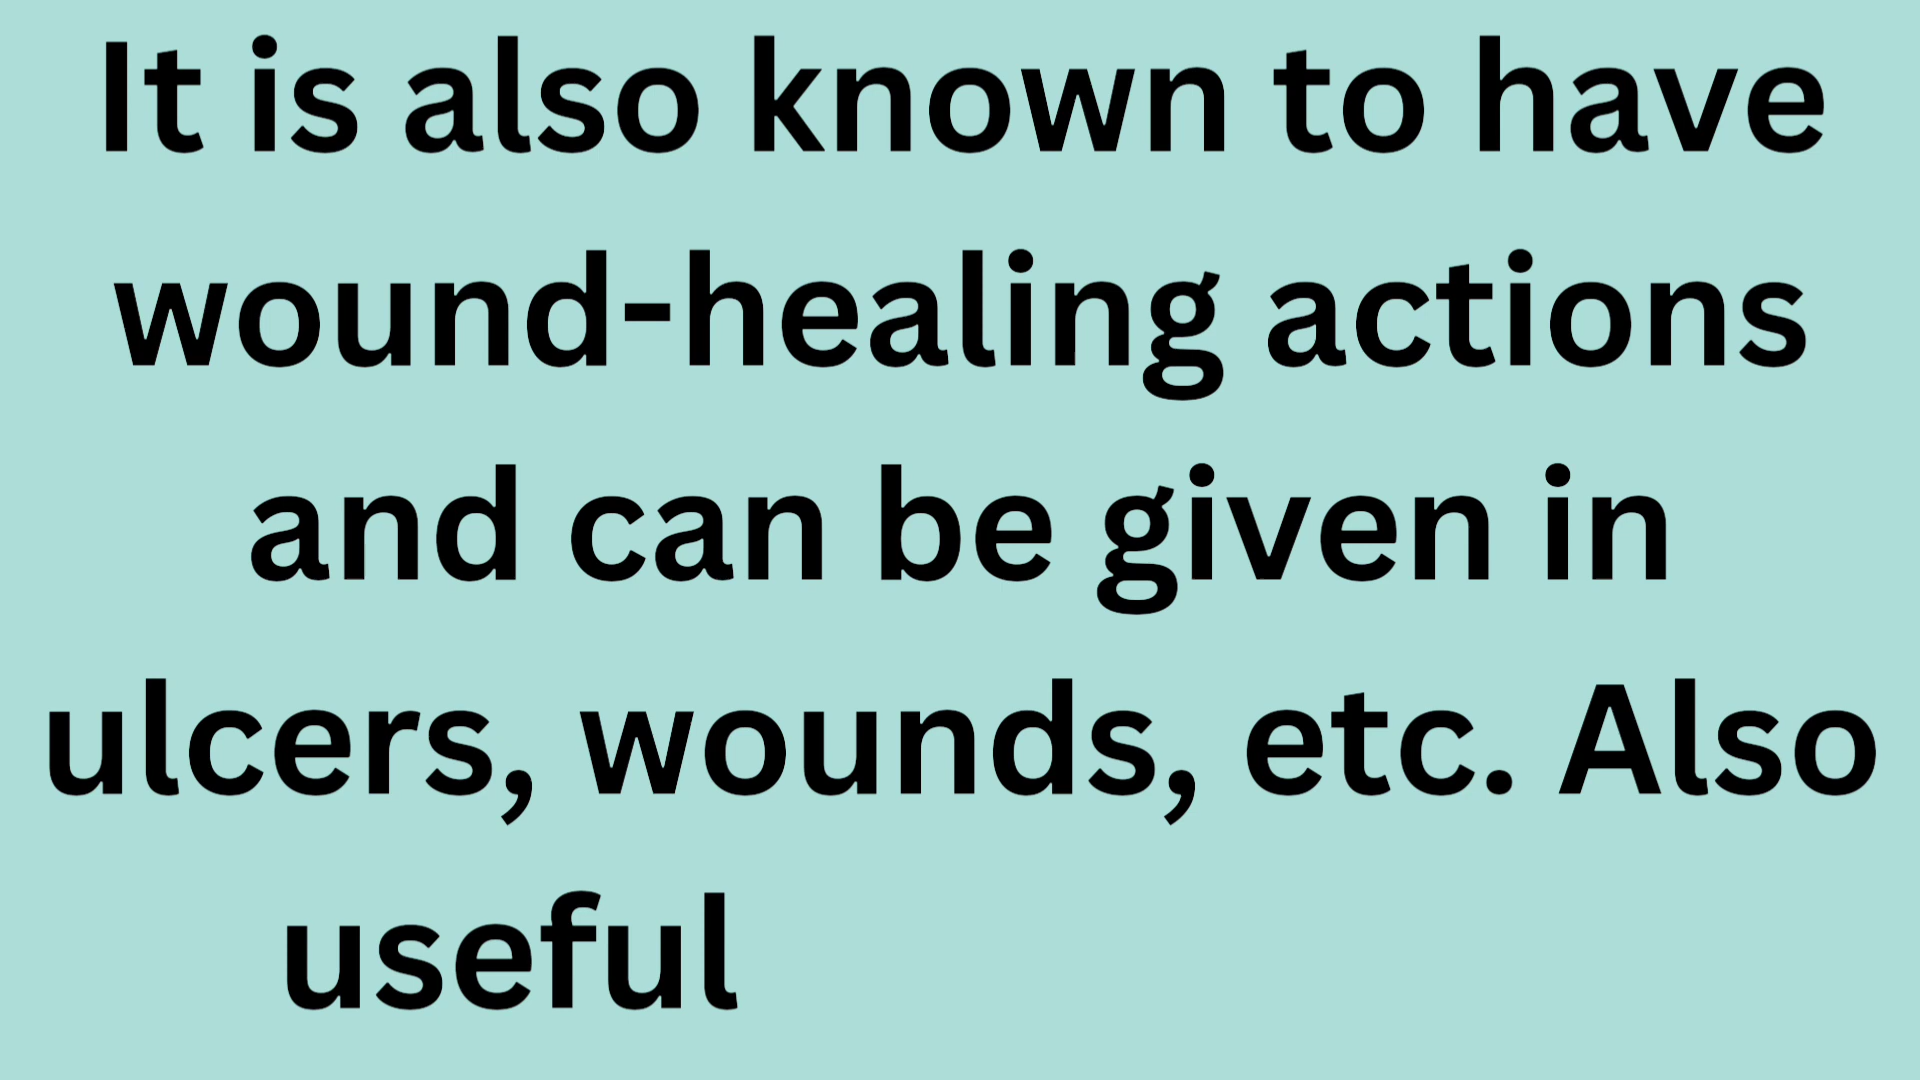 It is also known to have
wound-healing actions
and can be given in
ulcers, wounds, etc. Also
useful